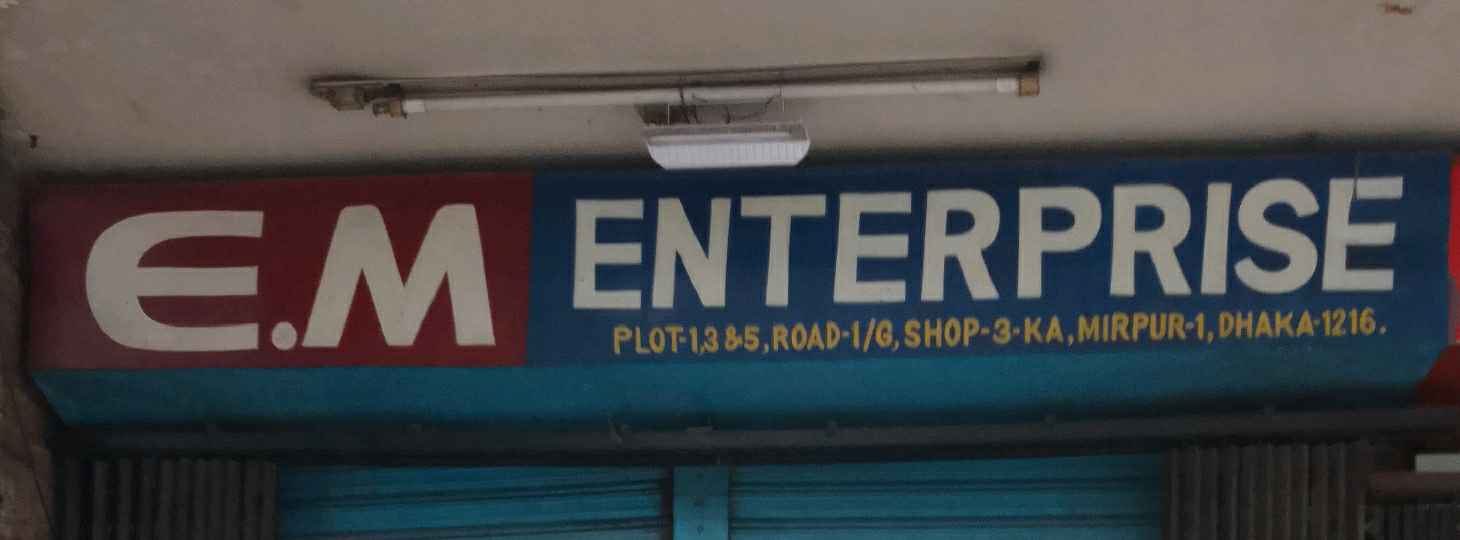 E.M ENTERPRISE
PLOT-1,3&5, ROAD-1/G, SHOP-3-KA, MIRPUR-1, DHAKA-1216.